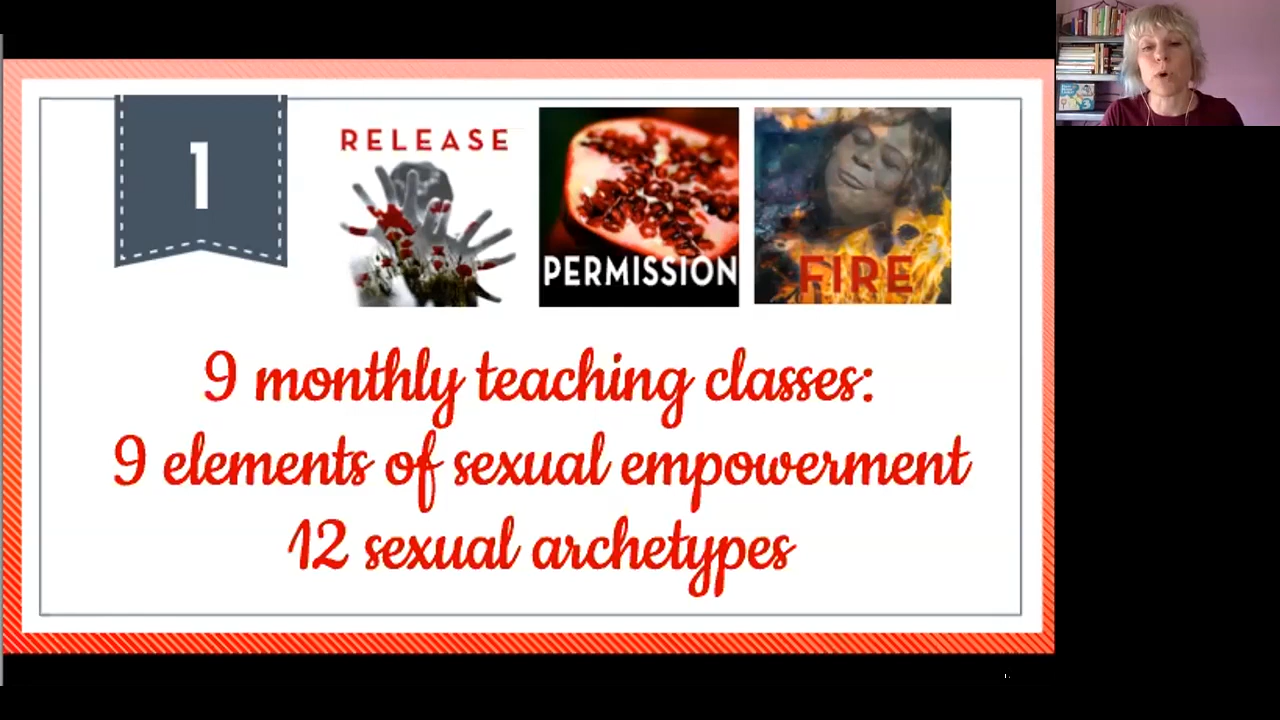 1
RELEASE
PERMISSION
FIRE
9 monthly teaching classes:
9 elements of sexual empowerment
12 sexual archetypes